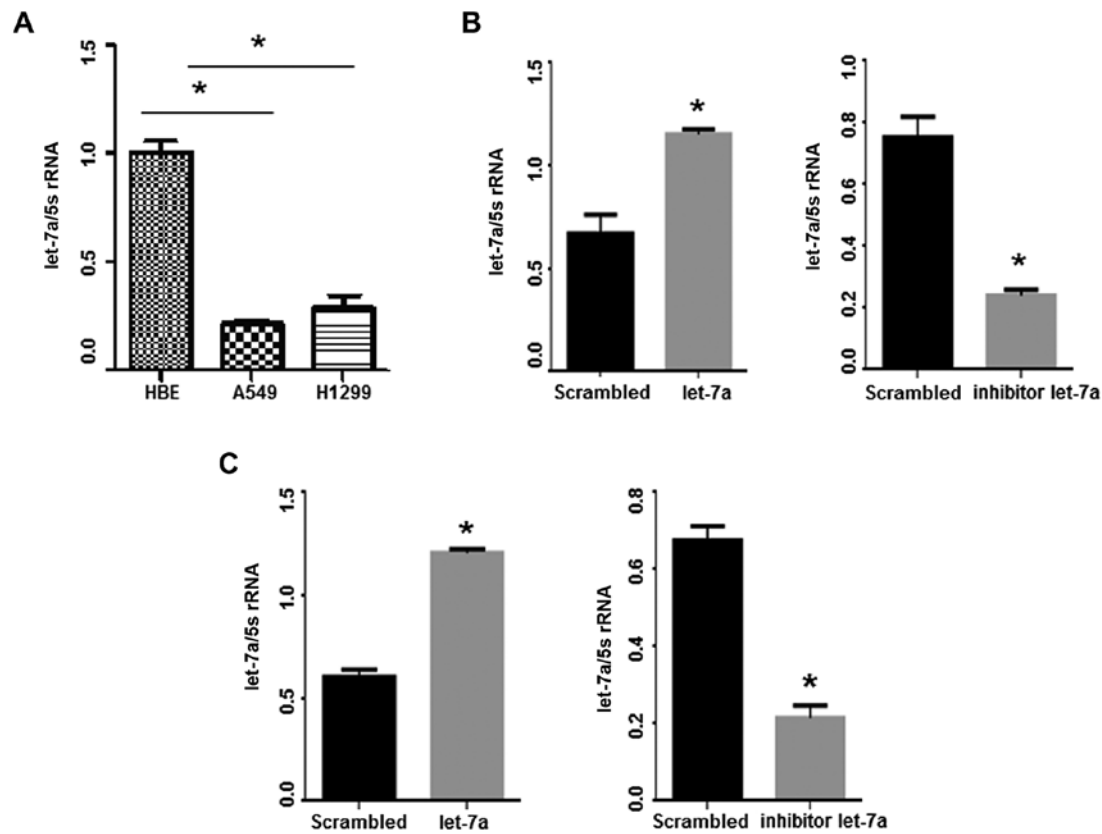 A
let-7a/5s rRNA
1.5
1.0
0.5
0.0
*
*
HBE A549 H1299
B
let-7a/5s rRNA
1.5
1.0
0.5
0.0
*
Scrambled let-7a
let-7a/5s rRNA
1.0
0.8
0.6
0.4
0.2
0.0
*
Scrambled inhibitor let-7a
C
let-7a/5s rRNA
1.5
1.0
0.5
0.0
*
Scrambled let-7a
let-7a/5s rRNA
0.8
0.6
0.4
0.2
0.0
*
Scrambled inhibitor let-7a